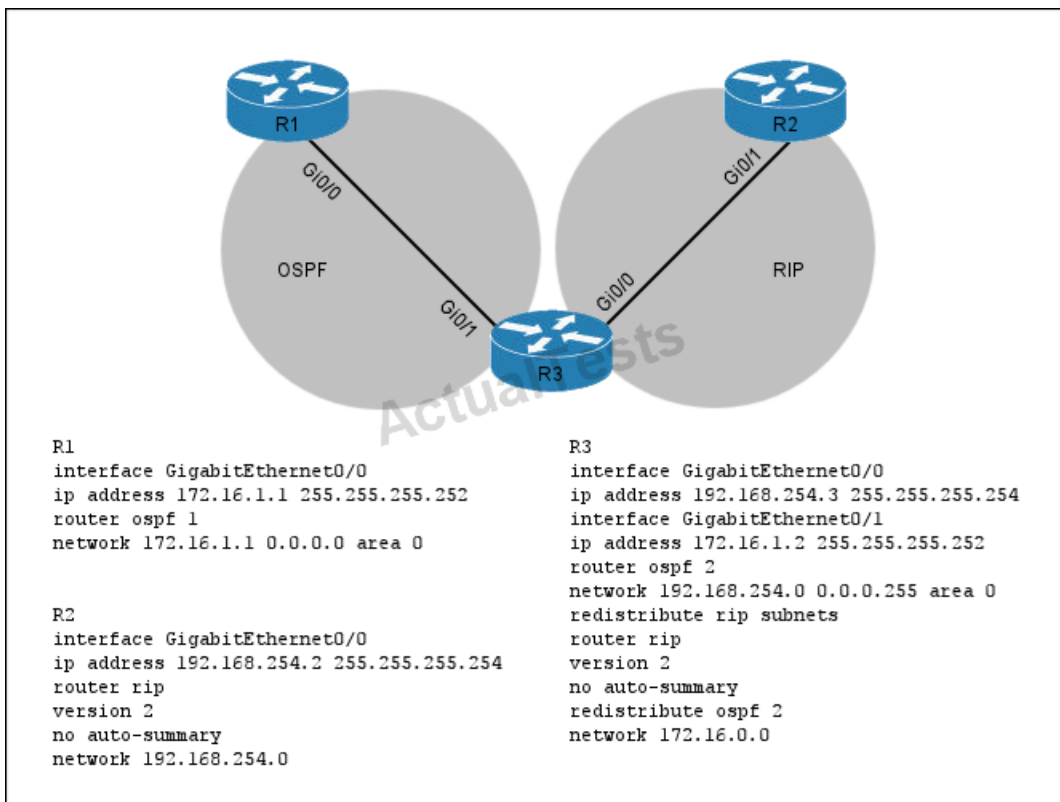 R1
R2
Gi0/0
Gi0/1
OSPF
RIP
Gi0/1
Gi0/0
R3
ActualTests
R1
interface GigabitEthernet0/0
ip address 172.16.1.1 255.255.255.252
router ospf 1
network 172.16.1.1 0.0.0.0 area 0
R2
interface GigabitEthernet0/0
ip address 192.168.254.2 255.255.255.254
router rip
version 2
no auto-summary
network 192.168.254.0
R3
interface GigabitEthernet0/0
ip address 192.168.254.3 255.255.255.254
interface GigabitEthernet0/1
ip address 172.16.1.2 255.255.255.252
router ospf 2
network 192.168.254.0 0.0.0.255 area 0
redistribute rip subnets
router rip
version 2
no auto-summary
redistribute ospf 2
network 172.16.0.0